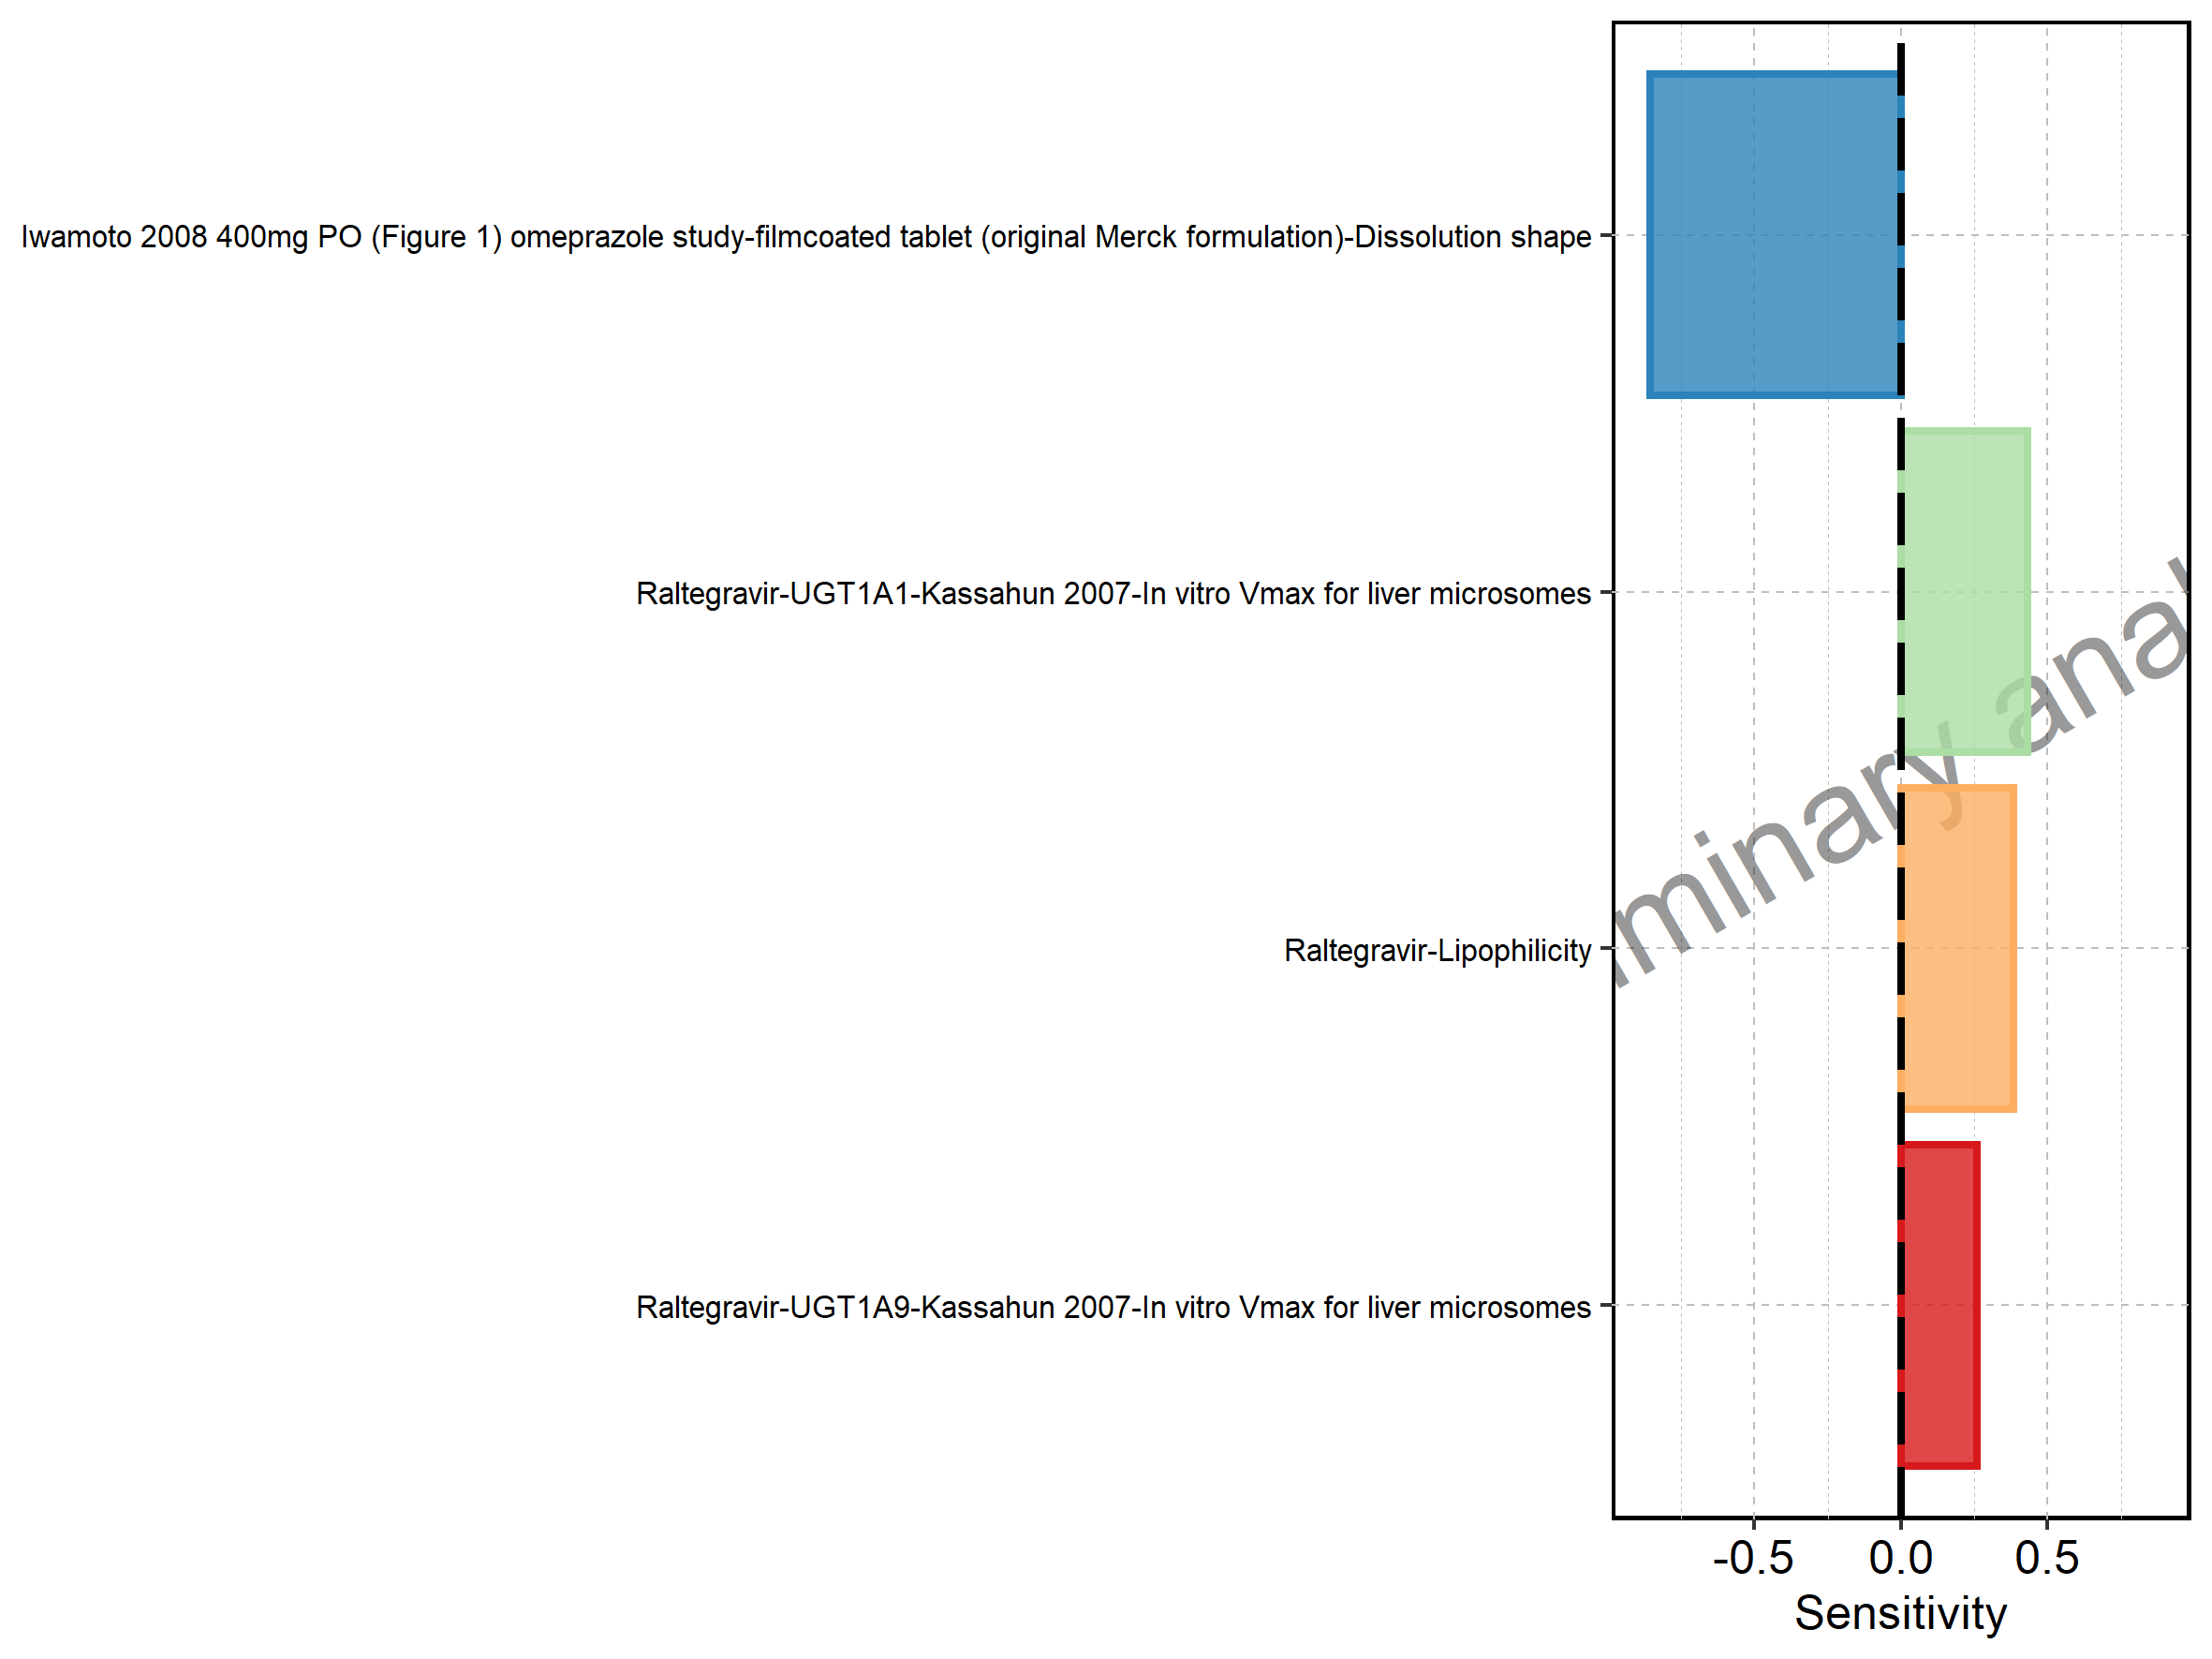 Iwamoto 2008 400mg PO (Figure 1) omeprazole study-filmcoated tablet (original Merck formulation)-Dissolution shape
Raltegravir-UGT1A1-Kassahun 2007-In vitro Vmax for liver microsomes
Raltegravir-Lipophilicity
Raltegravir-UGT1A9-Kassahun 2007-In vitro Vmax for liver microsomes
minary anal
-0.5 0.0 0.5
Sensitivity